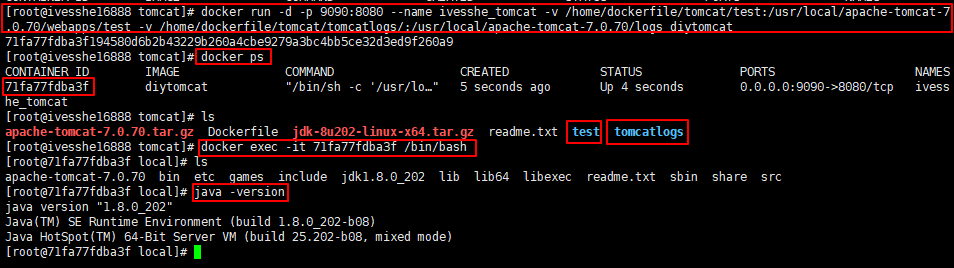 [root@ivesshe16888 tomcat]# docker run -d -p 9090:8080 --name ivesshe_tomcat -v /home/dockerfile/tomcat/test:/usr/local/apache-tomcat-7
.0.70/webapps/test -v /home/dockerfile/tomcat/tomcatlogs/:/usr/local/apache-tomcat-7.0.70/logs diytomcat
71fa77fdba3f194580d6b2b43229b260a4cbe9279a3bc4bb5ce32d3ed9f260a9
[root@ivesshe16888 tomcat]# docker ps
CONTAINER ID IMAGE COMMAND CREATED STATUS PORTS NAMES
71fa77fdba3f diytomcat "/bin/sh -c '/usr/lo…" 5 seconds ago Up 4 seconds 0.0.0.0:9090->8080/tcp ivess
he_tomcat
[root@ivesshe16888 tomcat]# ls
apache-tomcat-7.0.70.tar.gz Dockerfile jdk-8u202-linux-x64.tar.gz readme.txt test tomcatlogs
[root@ivesshe16888 tomcat]# docker exec -it 71fa77fdba3f /bin/bash
[root@71fa77fdba3f local]# ls
apache-tomcat-7.0.70 bin etc games include jdk1.8.0_202 lib lib64 libexec readme.txt sbin share src
[root@71fa77fdba3f local]# java -version
java version "1.8.0_202"
Java(TM) SE Runtime Environment (build 1.8.0_202-b08)
Java HotSpot(TM) 64-Bit Server VM (build 25.202-b08, mixed mode)
[root@71fa77fdba3f local]#